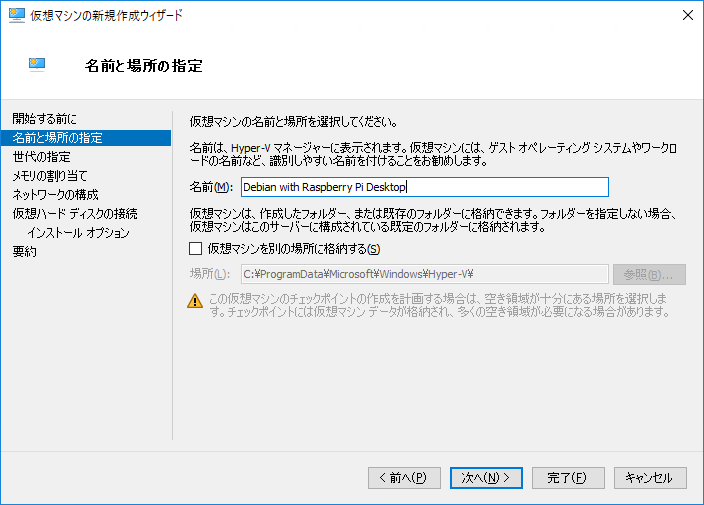 仮想マシンの新規作成ウィザード
名前と場所の指定
開始する前に
名前と場所の指定
世代の指定
メモリの割り当て
ネットワークの構成
仮想ハード ディスクの接続
インストール オプション
要約
仮想マシンの名前と場所を選択してください。
名前は、Hyper-V マネージャーに表示されます。仮想マシンには、ゲスト オペレーティング システムやワークロ
ードの名前など、識別しやすい名前を付けることをお勧めします。
名前(M): Debian with Raspberry Pi Desktop
仮想マシンは、作成したフォルダー、または既存のフォルダーに格納できます。フォルダーを指定しない場合、
仮想マシンはこのサーバーに構成されている既定のフォルダーに格納されます。
仮想マシンを別の場所に格納する(S)
場所(L): C:¥ProgramData¥Microsoft¥Windows¥Hyper-V¥ 参照(B)...
この仮想マシンのチェックポイントの作成を計画する場合は、空き領域が十分にある場所を選択しま
す。チェックポイントには仮想マシン データが格納され、多くの空き領域が必要になる場合があります。
< 前へ(P) 次へ(N) > 完了(F) キャンセル